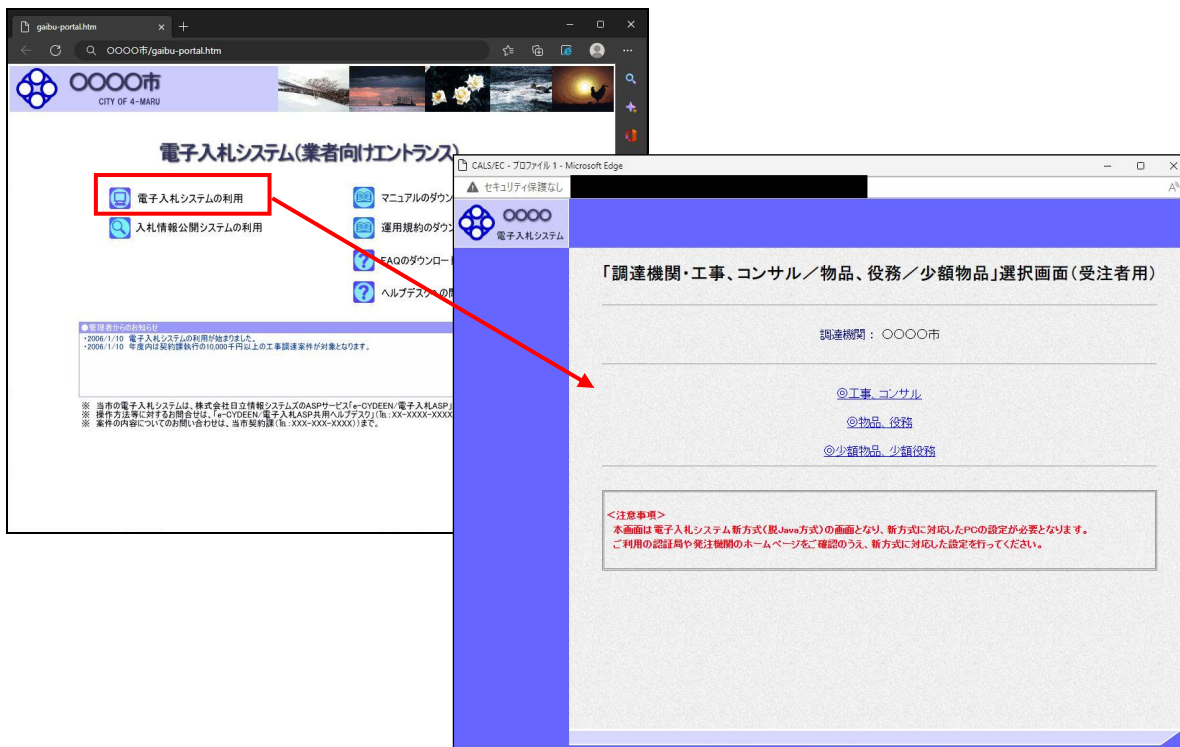 gaibu-portal.htm
〇〇〇〇市/gaibu-portal.htm
〇〇〇〇市
CITY OF 4-MARU
電子入札システム(業者向けエントランス)
電子入札システムの利用
入札情報公開システムの利用
マニュアルのダウン
運用規約のダウン
FAQのダウンロート
ヘルプデスクへの
●管理者からのお知らせ
・2006/1/10 電子入札システムの利用が始まりました。
・2006/1/10 年度内は契約課執行の10,000千円以上の工事調達案件が対象となります。
※ 当市の電子入札システムは、株式会社日立情報システムズのASPサービス「e-CYDEEN/電子入札ASP」
※ 操作方法等に対するお問合せは、「e-CYDEEN/電子入札ASP共用ヘルプデスク」(℡:XX-XXXX-XXXX
※ 案件の内容についてのお問い合わせは、当市契約課(℡:XXX-XXX-XXXX))まで。
CALS/EC - プロファイル 1 - Microsoft Edge
セキュリティ保護なし
〇〇〇〇
電子入札システム
「調達機関・工事、コンサル／物品、役務／少額物品」選択画面(受注者用)
調達機関： 〇〇〇〇市
◎工事、コンサル
◎物品、役務
◎少額物品、少額役務
＜注意事項＞
本画面は電子入札システム新方式(脱Java方式)の画面となり、新方式に対応したPCの設定が必要となります。
ご利用の認証局や発注機関のホームページをご確認のうえ、新方式に対応した設定を行ってください。